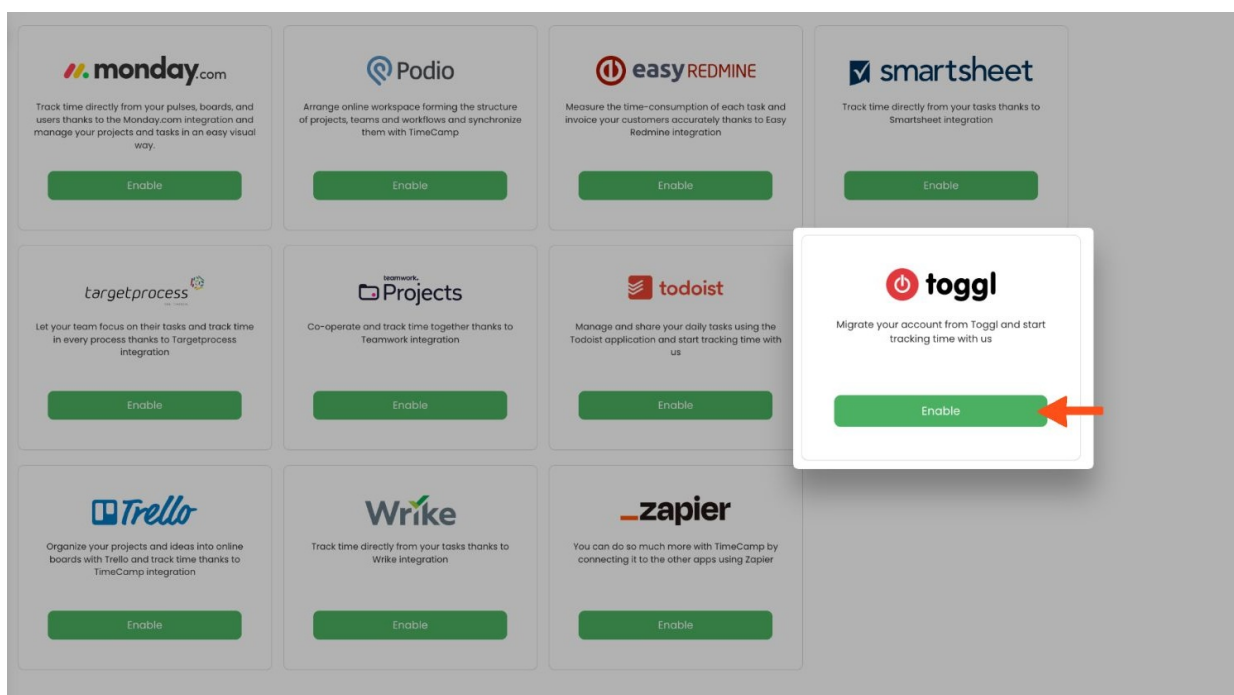 monday.com
Track time directly from your pulses, boards, and
users thanks to the Monday.com integration and
manage your projects and tasks in an easy visual
way.
Enable
Podio
Arrange online workspace forming the structure
of projects, teams and workflows and synchronize
them with TimeCamp
Enable
easy REDMINE
Measure the time-consumption of each task and
invoice your customers accurately thanks to Easy
Redmine integration
Enable
smartsheet
Track time directly from your tasks thanks to
Smartsheet integration
Enable
targetprocess
Let your team focus on their tasks and track time
in every process thanks to Targetprocess
integration
Enable
teamwork.
Projects
Co-operate and track time together thanks to
Teamwork integration
Enable
todoist
Manage and share your daily tasks using the
Todoist application and start tracking time with
us
Enable
toggl
Migrate your account from Toggl and start
tracking time with us
Enable
Trello
Organize your projects and ideas into online
boards with Trello and track time thanks to
TimeCamp integration
Enable
Wrike
Track time directly from your tasks thanks to
Wrike integration
Enable
_zapier
You can do so much more with TimeCamp by
connecting it to the other apps using Zapier
Enable